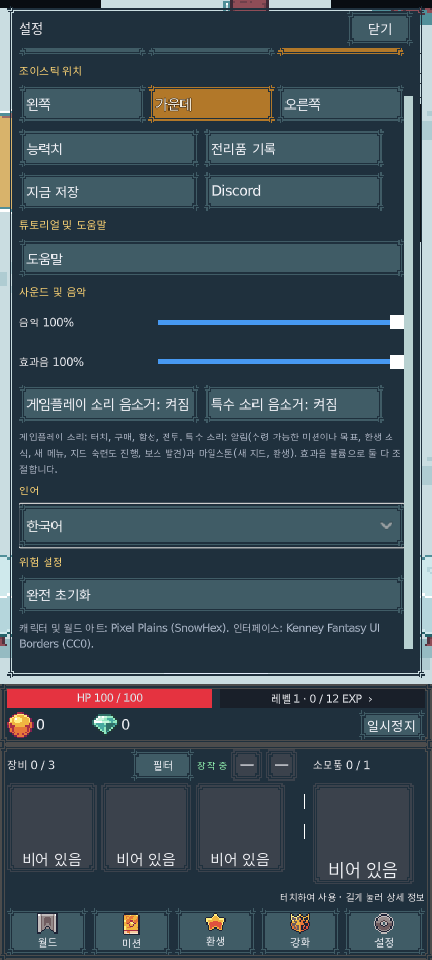 설정
닫기
조이스틱 위치
왼쪽
가운데
오른쪽
능력치
전리품 기록
지금 저장
Discord
튜토리얼 및 도움말
도움말
사운드 및 음악
음악 100%
효과음 100%
게임플레이 소리 음소거: 켜짐
특수 소리 음소거: 켜짐
게임플레이 소리: 터치, 구매, 합성, 전투. 특수 소리: 알림(수령 가능한 미션이나 목표, 환생 소
식, 새 메뉴, 지드 숙련도 진행, 보스 발견)과 마일스톤(새 지드, 환생). 효과음 볼륨으로 둘 다 조
절합니다.
언어
한국어
위험 설정
완전 초기화
캐릭터 및 월드 아트: Pixel Plains (SnowHex). 인터페이스: Kenney Fantasy UI
Borders (CC0).
HP 100 / 100
레벨 1 · 0 / 12 EXP ›
0
0
일시정지
장비 0 / 3
필터
장착 중
—
—
소모품 0 / 1
비어 있음
비어 있음
비어 있음
비어 있음
터치하여 사용 · 길게 눌러 상세 정보
월드
미션
환생
강화
설정